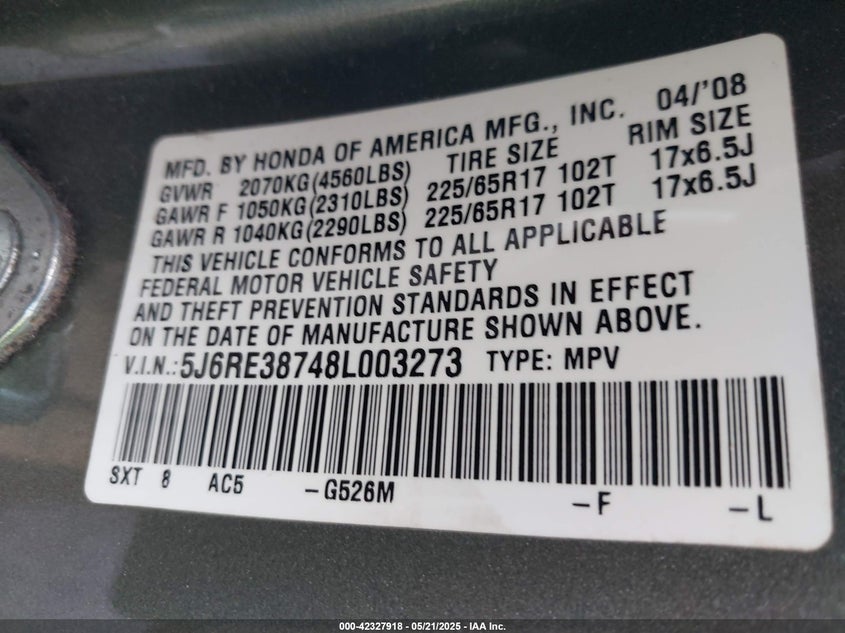 MFD. BY HONDA OF AMERICA MFG., INC. 04/'08
GVWR 2070KG(4560LBS) TIRE SIZE RIM SIZE
GAWR F 1050KG(2310LBS) 225/65R17 102T 17x6.5J
GAWR R 1040KG(2290LBS) 225/65R17 102T 17x6.5J
THIS VEHICLE CONFORMS TO ALL APPLICABLE
FEDERAL MOTOR VEHICLE SAFETY
AND THEFT PREVENTION STANDARDS IN EFFECT
ON THE DATE OF MANUFACTURE SHOWN ABOVE.
V.I.N.:5J6RE38748L003273 TYPE: MPV
SXT 8 AC5 -G526M -F -L
000-42327918 - 05/21/2025 - IAA Inc.